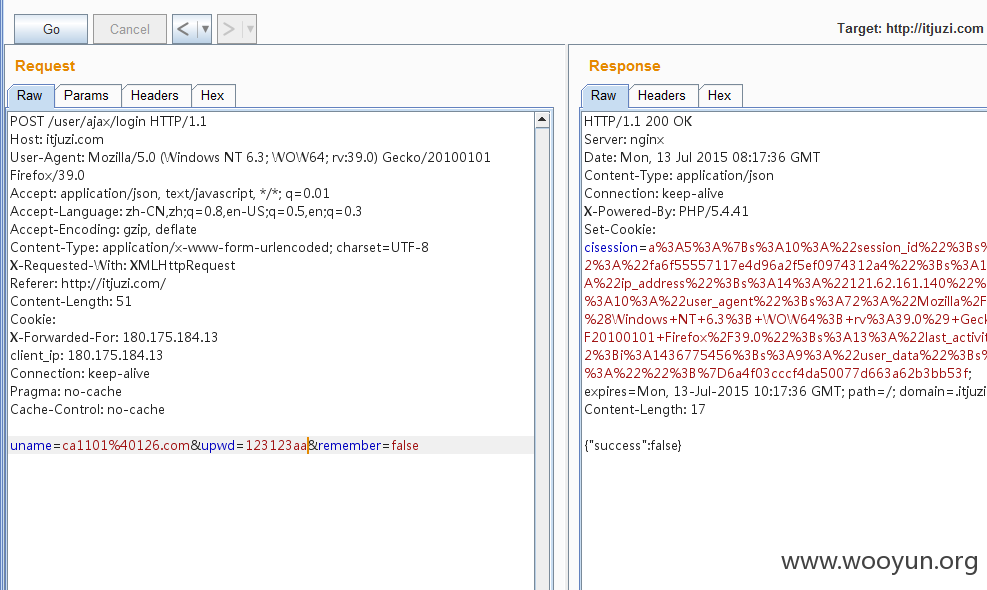 Go
Cancel
<
>
Target: http://itjuzi.com
Request
Raw
Params
Headers
Hex
POST /user/ajax/login HTTP/1.1
Host: itjuzi.com
User-Agent: Mozilla/5.0 (Windows NT 6.3; WOW64; rv:39.0) Gecko/20100101
Firefox/39.0
Accept: application/json, text/javascript, */*; q=0.01
Accept-Language: zh-CN,zh;q=0.8,en-US;q=0.5,en;q=0.3
Accept-Encoding: gzip, deflate
Content-Type: application/x-www-form-urlencoded; charset=UTF-8
X-Requested-With: XMLHttpRequest
Referer: http://itjuzi.com/
Content-Length: 51
Cookie:
X-Forwarded-For: 180.175.184.13
client_ip: 180.175.184.13
Connection: keep-alive
Pragma: no-cache
Cache-Control: no-cache
uname=ca1101%40126.com&upwd=123123aa&remember=false
Response
Raw
Headers
Hex
HTTP/1.1 200 OK
Server: nginx
Date: Mon, 13 Jul 2015 08:17:36 GMT
Content-Type: application/json
Connection: keep-alive
X-Powered-By: PHP/5.4.41
Set-Cookie:
cisession=a%3A5%3A%7Bs%3A10%3A%22session_id%22%3Bs%
2%3A%22fa6f55557117e4d96a2f5ef0974312a4%22%3Bs%3A1
A%22ip_address%22%3Bs%3A14%3A%22121.62.161.140%22%
%3A10%3A%22user_agent%22%3Bs%3A72%3A%22Mozilla%2F
%28Windows+NT+6.3%3B+WOW64%3B+rv%3A39.0%29+Geck
F20100101+Firefox%2F39.0%22%3Bs%3A13%3A%22last_activit
2%3Bi%3A1436775456%3Bs%3A9%3A%22user_data%22%3Bs%
%3A%22%22%3B%7D6a4f03cccf4da50077d663a62b3bb53f;
expires=Mon, 13-Jul-2015 10:17:36 GMT; path=/; domain=.itjuzi
Content-Length: 17
{"success":false}
www.wooyun.org